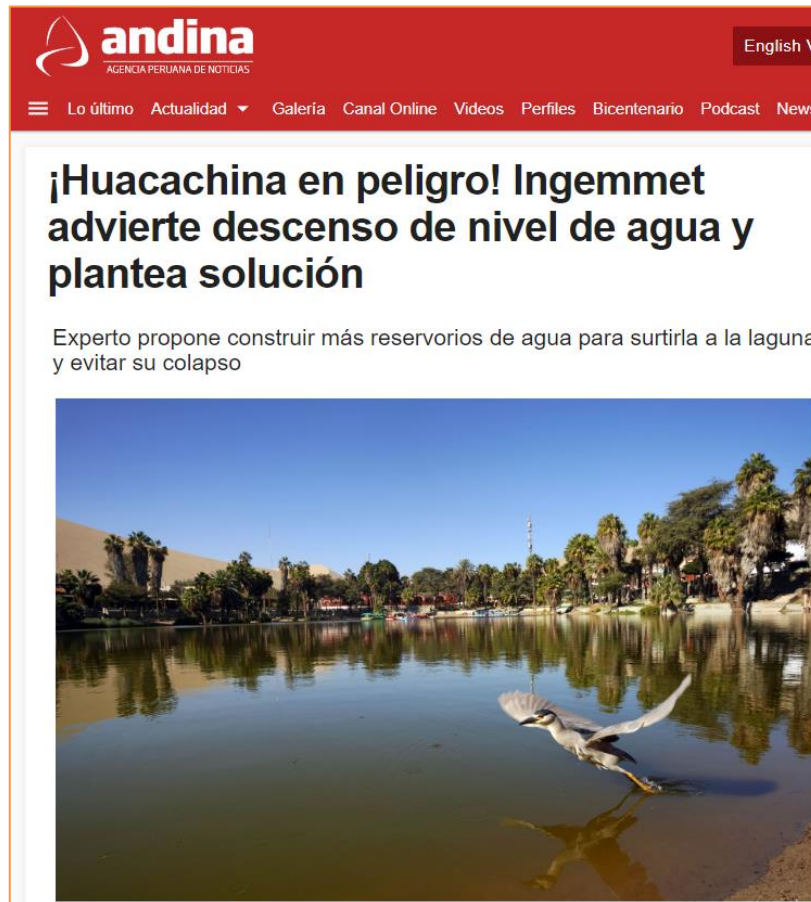 andina
AGENCIA PERUANA DE NOTICIAS
English
Lo último Actualidad Galería Canal Online Videos Perfiles Bicentenario Podcast
¡Huacachina en peligro! Ingemmet
advierte descenso de nivel de agua y
plantea solución
Experto propone construir más reservorios de agua para surtirla a la laguna
y evitar su colapso